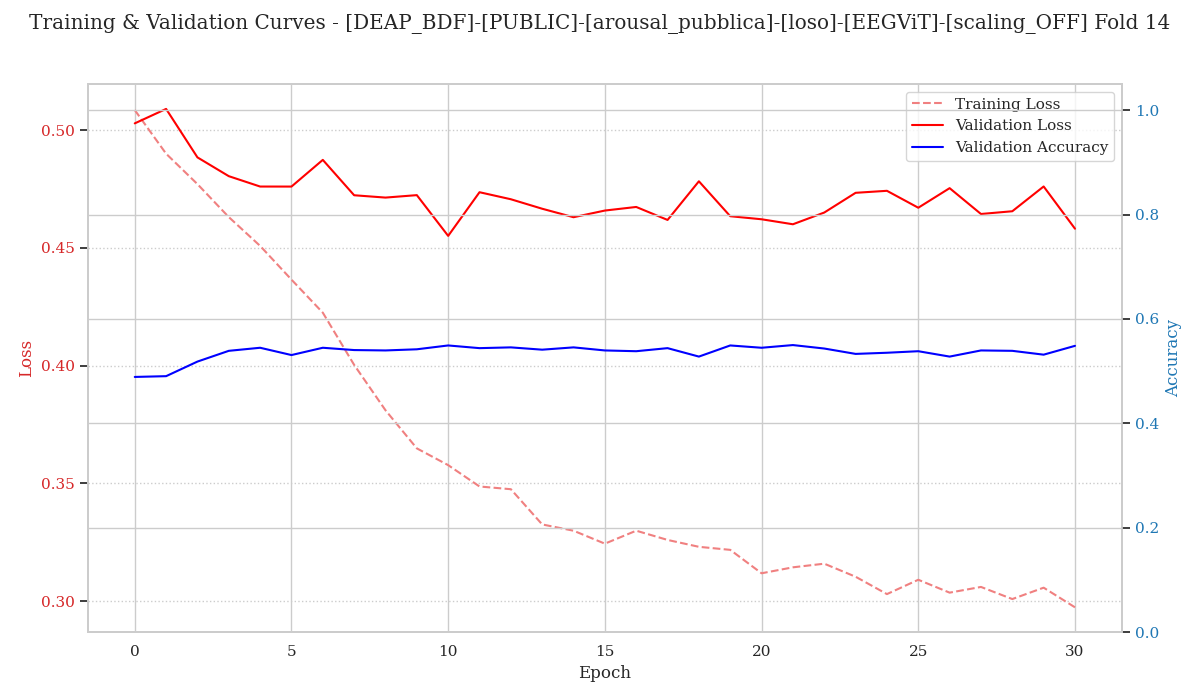 Training & Validation Curves - [DEAP_BDF]-[PUBLIC]-[arousal_pubblica]-[loso]-[EEGViT]-[scaling_OFF] Fold 14
Training Loss
Validation Loss
Validation Accuracy
0.50
0.45
0.40
0.35
0.30
Loss
1.0
0.8
0.6
0.4
0.2
0.0
Accuracy
0 5 10 15 20 25 30
Epoch